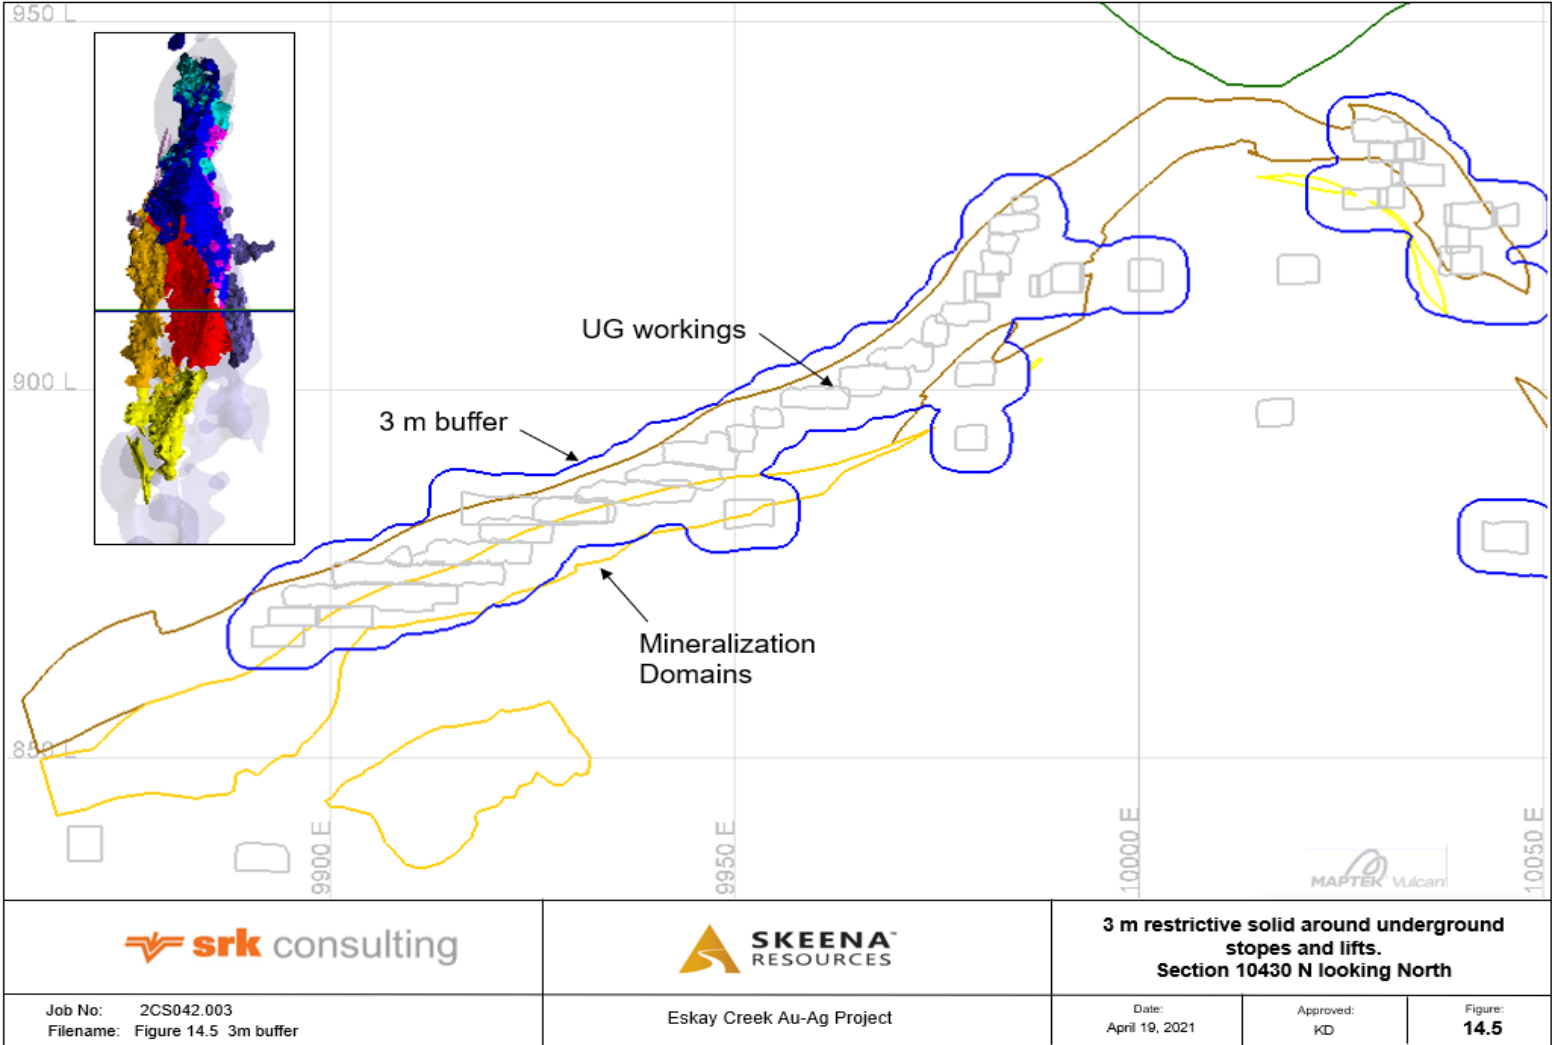 950 L
UG workings
900 L
3 m buffer
Mineralization
Domains
850 L
9900 E
9950 E
10000 E
10050 E
MAPTEK Vulcan
srk consulting
SKEENA™
RESOURCES
3 m restrictive solid around underground
stopes and lifts.
Section 10430 N looking North
Job No: 2CS042.003
Filename: Figure 14.5 3m buffer
Eskay Creek Au-Ag Project
Date:
April 19, 2021
Approved:
KD
Figure:
14.5